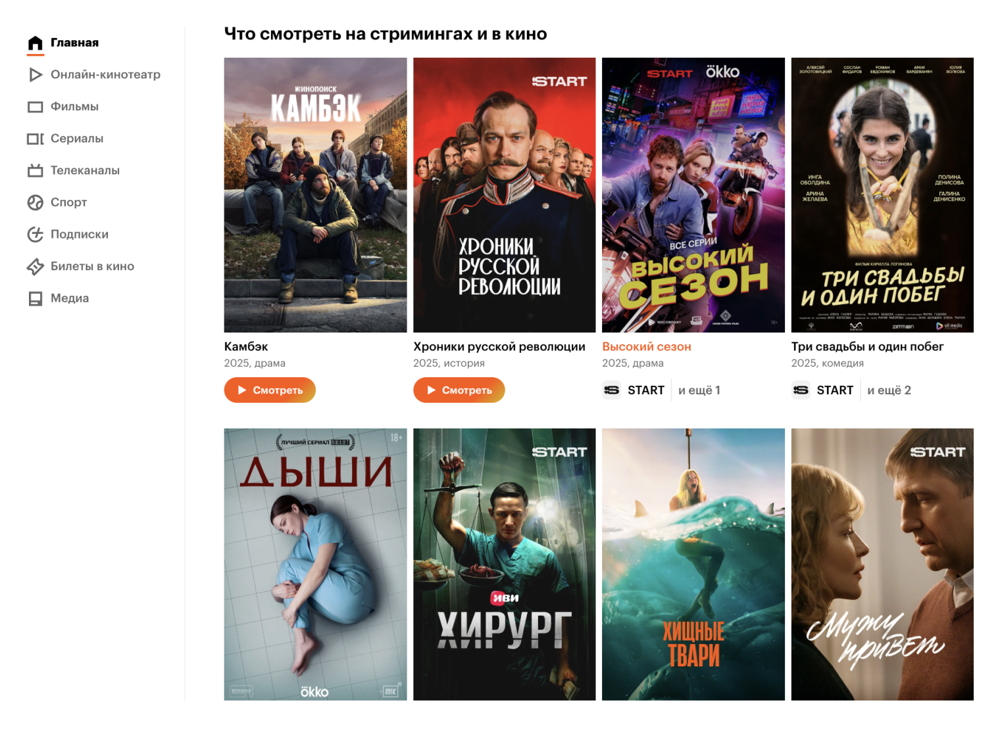 Главная
Онлайн-кинотеатр
Фильмы
Сериалы
Телеканалы
Спорт
Подписки
Билеты в кино
Медиа
Что смотреть на стримингах и в кино
КИНОПОИСК
КАМБЭК
START
ХРОНИКИ
РУССКОЙ
РЕВОЛЮЦИИ
START okko
ВСЕ СЕРИИ
ВЫСОКИЙ
СЕЗОН
18+
АЛЕКСЕЙ ЗОЛОТОВИЦКИЙ
СОСЛАН ФИДАРОВ
РОМАН ЕВДОКИМОВ
АРАМ ВАРДЕВАНЯН
ЮЛИЯ ВОЛКОВА
ИНГА ОБОЛДИНА
ПОЛИНА ДЕНИСОВА
АРИНА ЖЕЛАЕВА
ГАЛИНА ДЕНИСЕНКО
ФИЛЬМ КИРИЛЛА ЛОГИНОВА
ТРИ СВАДЬБЫ
И ОДИН ПОБЕГ
all media
Камбэк
2025, драма
Смотреть
Хроники русской революции
2025, история
Смотреть
Высокий сезон
2025, драма
START и ещё 1
Три свадьбы и один побег
2025, комедия
START и ещё 2
ЛУЧШИЙ СЕРИАЛ
18+
ДЫШИ
okko
START
иви
ХИРУРГ
ХИЩНЫЕ
ТВАРИ
START
Мужу
привет